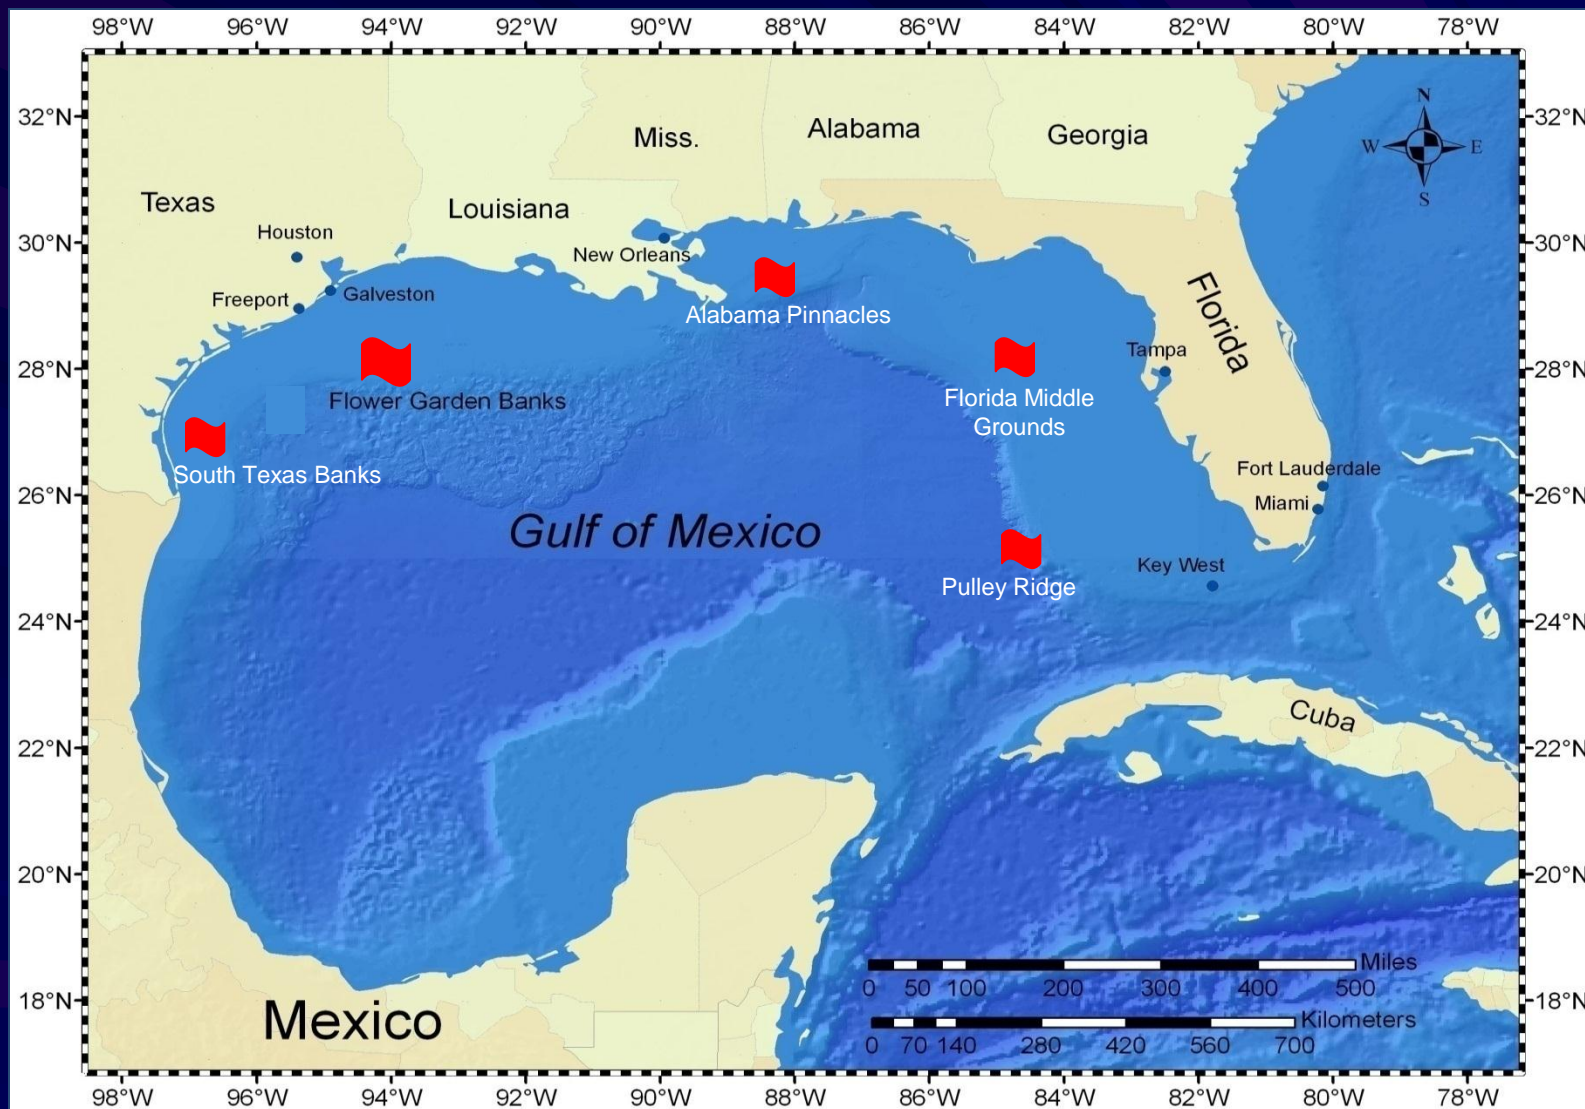 98°W 96°W 94°W 92°W 90°W 88°W 86°W 84°W 82°W 80°W 78°W
32°N 32°N
30°N 30°N
28°N 28°N
26°N 26°N
24°N 24°N
22°N 22°N
20°N 20°N
18°N 18°N
N
W E
S
Miss.
Alabama
Georgia
Texas
Louisiana
Houston
New Orleans
Freeport
Galveston
Florida
Alabama Pinnacles
Tampa
Flower Garden Banks
Florida Middle
Grounds
South Texas Banks
Fort Lauderdale
Miami
Gulf of Mexico
Key West
Pulley Ridge
Cuba
Mexico
Miles
0 50 100 200 300 400 500
Kilometers
0 70 140 280 420 560 700
98°W 96°W 94°W 92°W 90°W 88°W 86°W 84°W 82°W 80°W 78°W